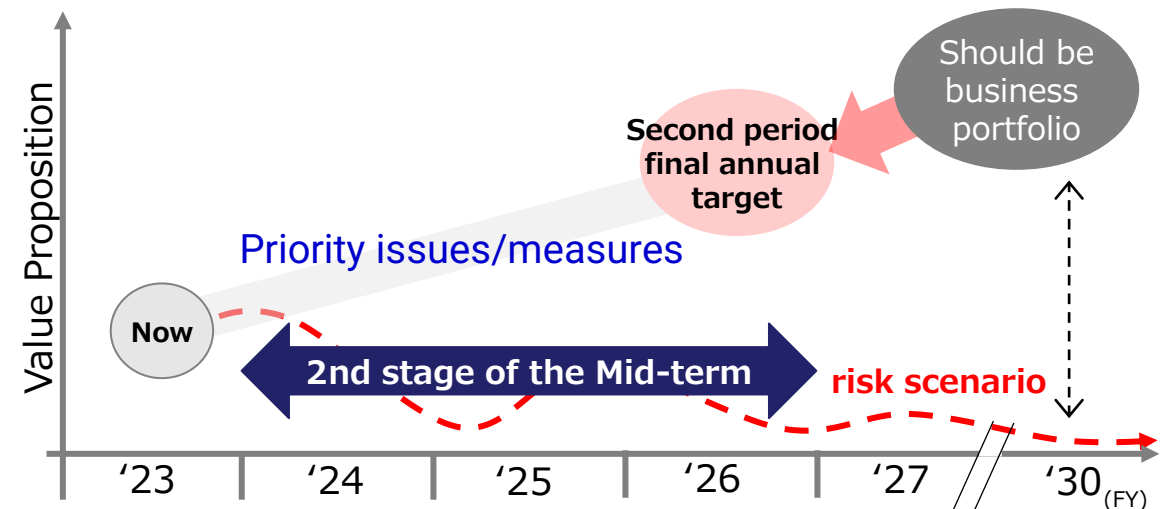 Value Proposition
Should be
business
portfolio
Second period
final annual
target
Priority issues/measures
Now
2nd stage of the Mid-term
risk scenario
‘23
‘24
‘25
‘26
‘27
‘30
(FY)